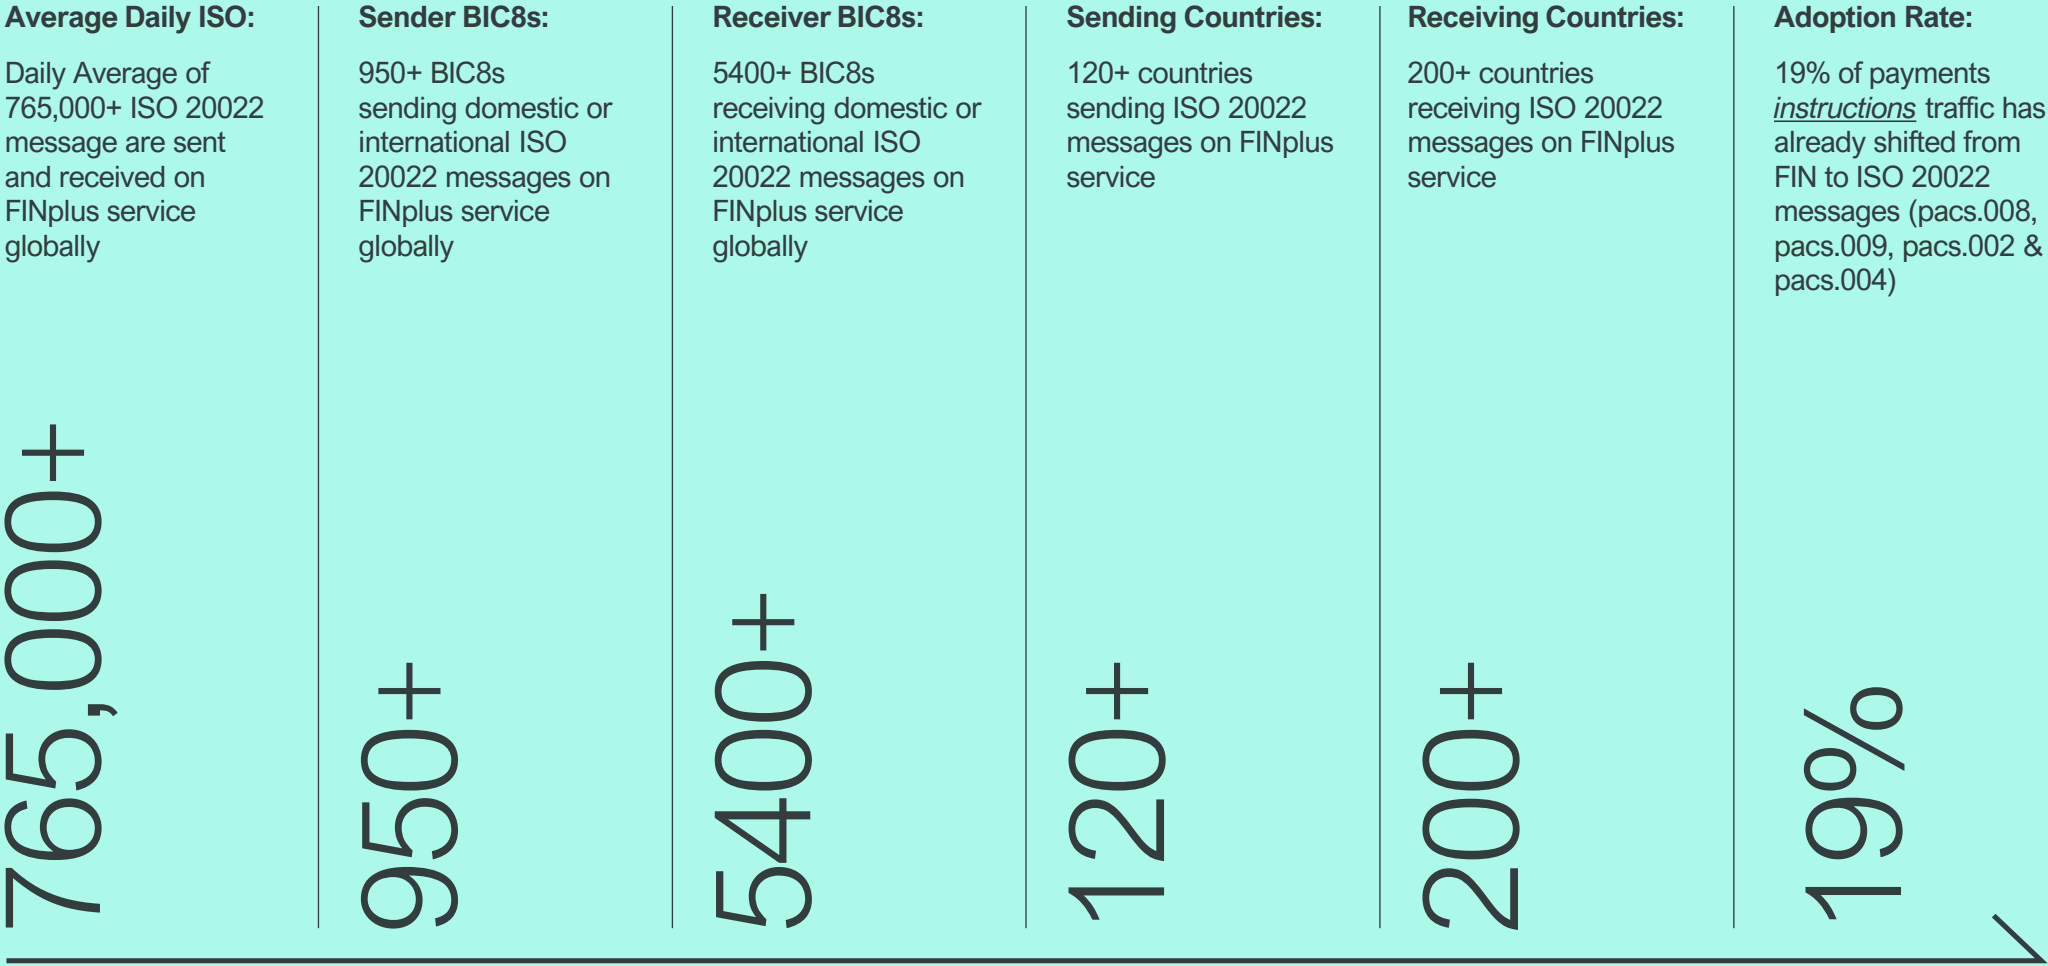 Average Daily ISO:
Daily Average of
765,000+ ISO 20022
message are sent
and received on
FINplus service
globally
765,000+
Sender BIC8s:
950+ BIC8s
sending domestic or
international ISO
20022 messages on
FINplus service
globally
950+
Receiver BIC8s:
5400+ BIC8s
receiving domestic or
international ISO
20022 messages on
FINplus service
globally
5400+
Sending Countries:
120+ countries
sending ISO 20022
messages on FINplus
service
120+
Receiving Countries:
200+ countries
receiving ISO 20022
messages on FINplus
service
200+
Adoption Rate:
19% of payments
instructions traffic has
already shifted from
FIN to ISO 20022
messages (pacs.008,
pacs.009, pacs.002 &
pacs.004)
19%